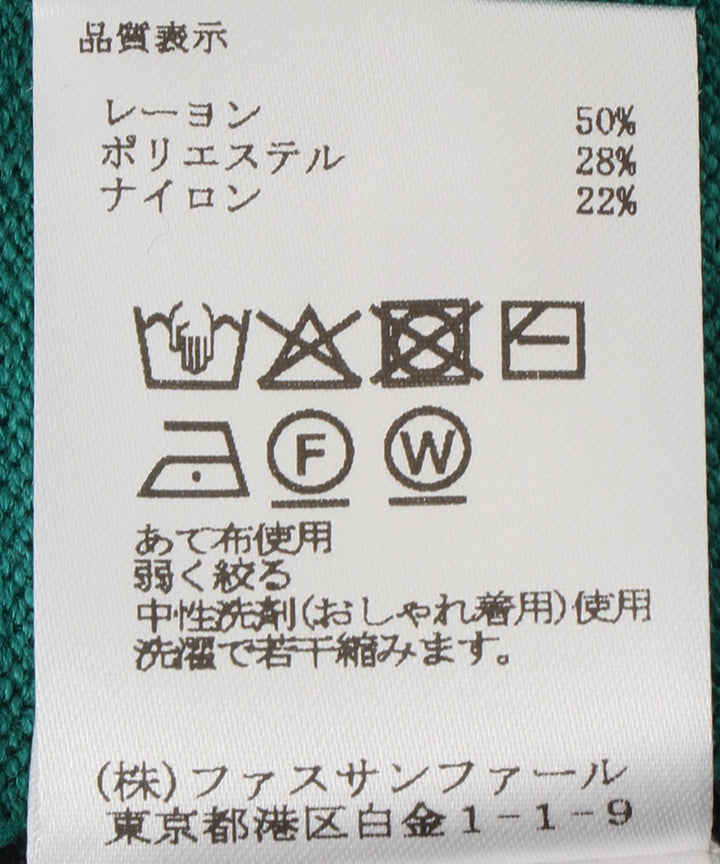 品質表示
レーヨン 50%
ポリエステル 28%
ナイロン 22%
F W
あて布使用
弱く絞る
中性洗剤(おしゃれ着用)使用
洗濯で若干縮みます。
(株)ファスサンファール
東京都港区白金1-1-9